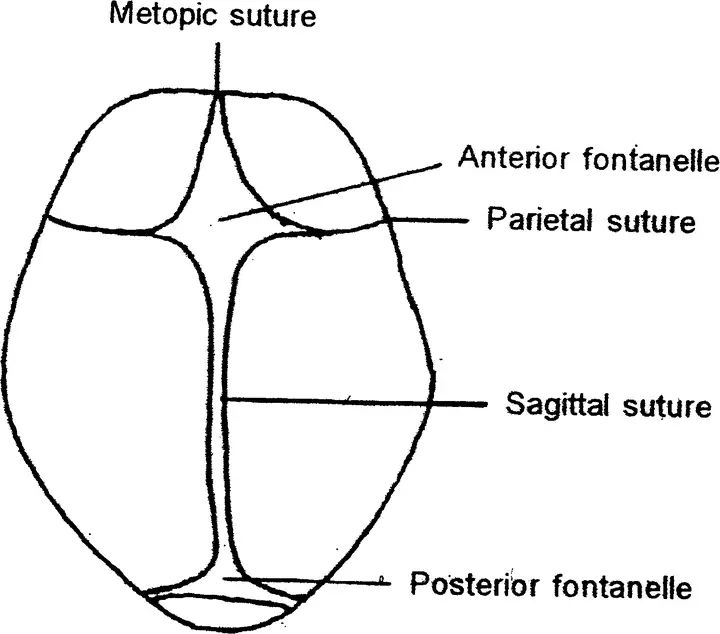 Metopic suture
Anterior fontanelle
Parietal suture
Sagittal suture
Posterior fontanelle